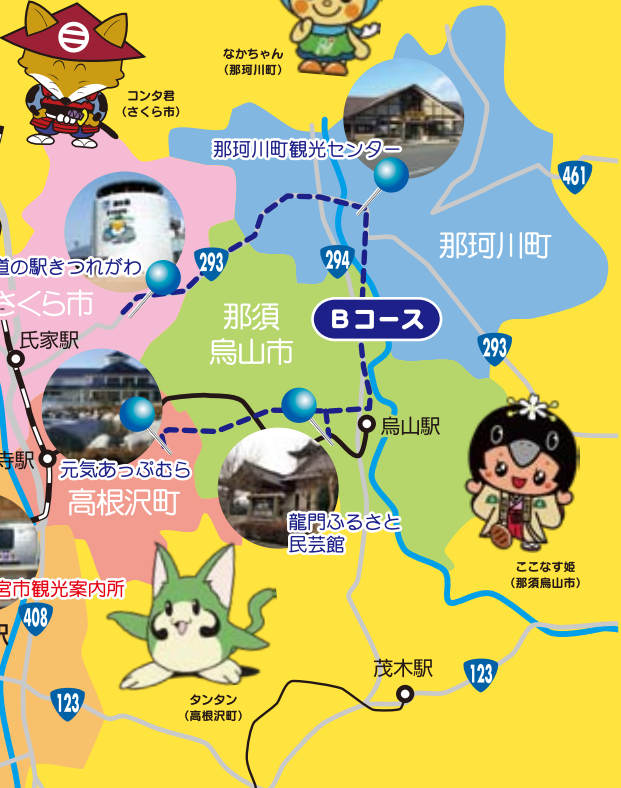 なかちゃん
（那珂川町）
コンタ君
（さくら市）
那珂川町観光センター
461
那珂川町
293
294
道の駅きつれがわ
さくら市
那須
烏山市
Bコース
氏家駅
293
烏山駅
寺駅
元気あっぷむら
高根沢町
龍門ふるさと
民芸館
ここなす姫
（那須烏山市）
宮市観光案内所
408
駅
茂木駅
123
123
タンタン
（高根沢町）